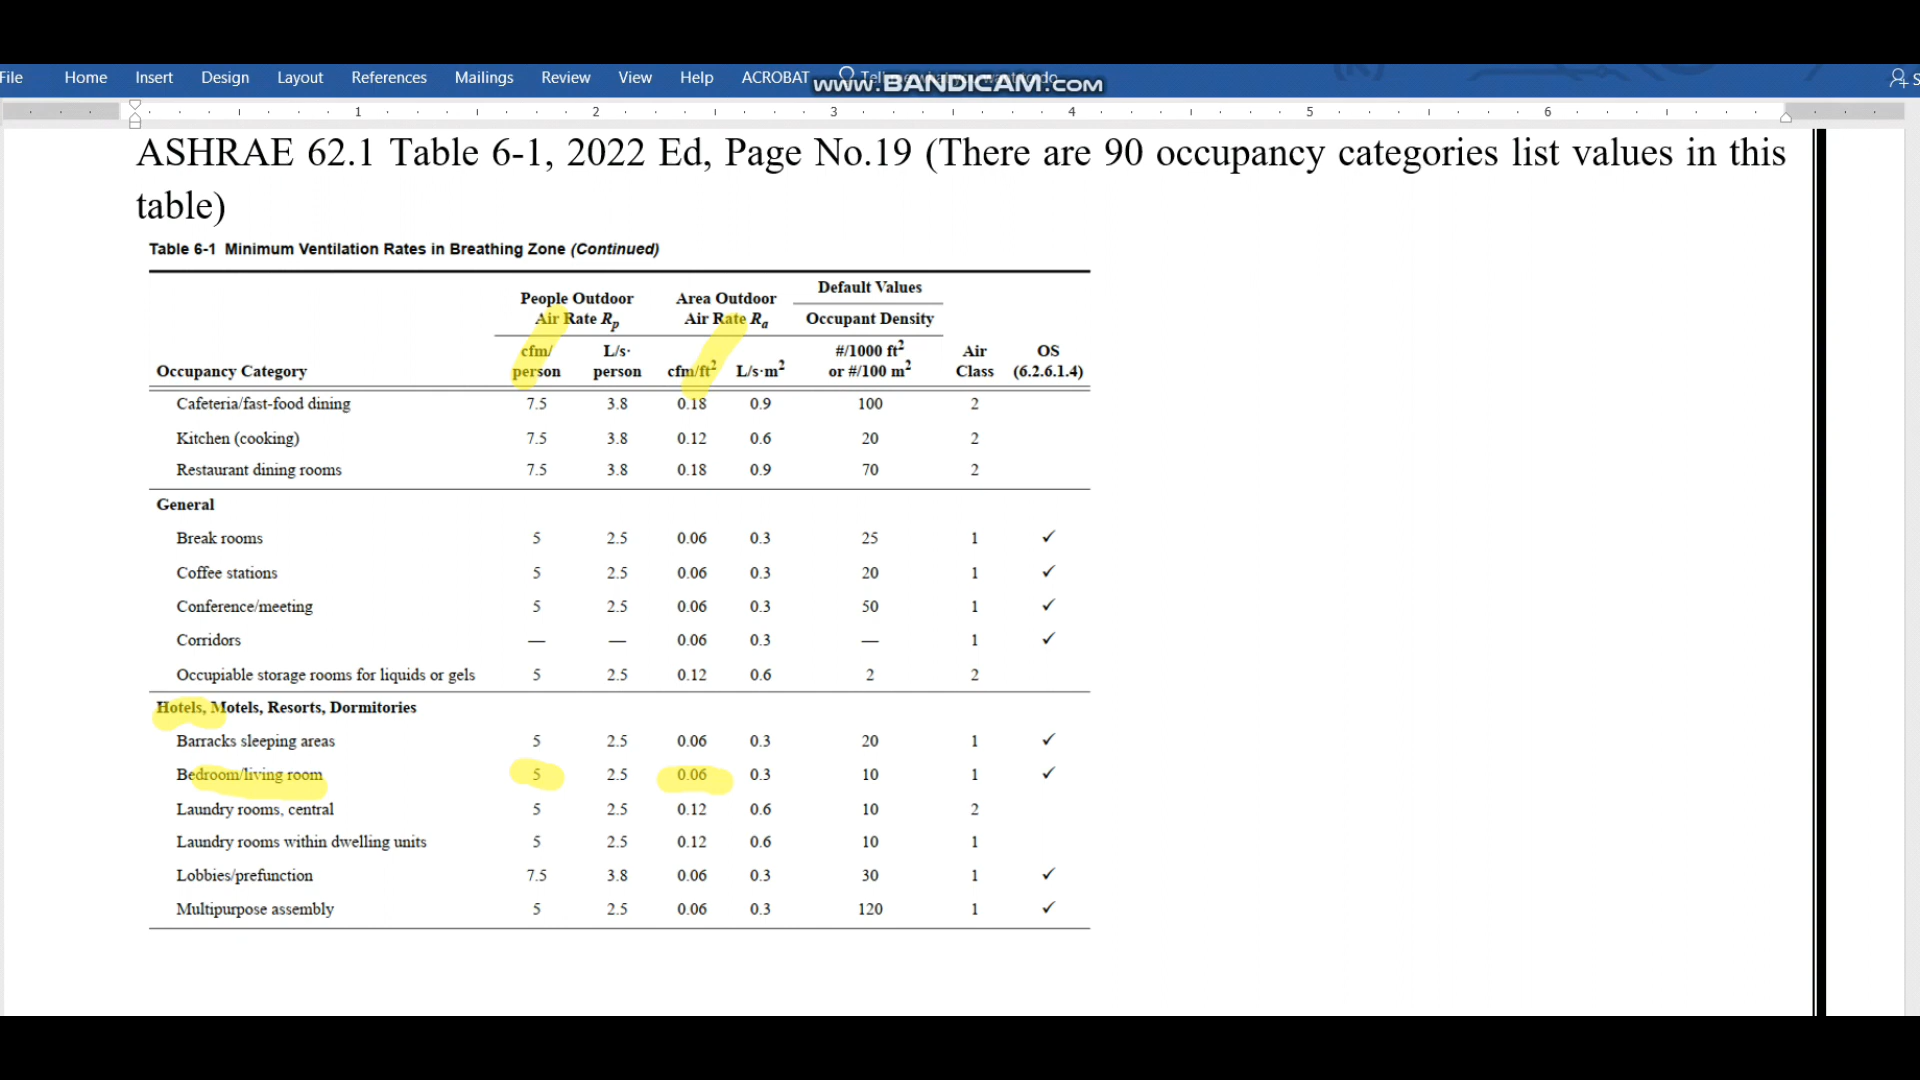 File Home Insert Design Layout References Mailings Review View Help ACROBAT
www.BANDICAM.com
1 2 3 4 5 6
ASHRAE 62.1 Table 6-1, 2022 Ed, Page No.19 (There are 90 occupancy categories list values in this
table)
Table 6-1 Minimum Ventilation Rates in Breathing Zone (Continued)
Default Values
People Outdoor Area Outdoor
Air Rate Rp Air Rate Ra Occupant Density
cfm/ L/s· #/1000 ft2 Air OS
Occupancy Category person person cfm/ft2 L/s·m2 or #/100 m2 Class (6.2.6.1.4)
Cafeteria/fast-food dining 7.5 3.8 0.18 0.9 100 2
Kitchen (cooking) 7.5 3.8 0.12 0.6 20 2
Restaurant dining rooms 7.5 3.8 0.18 0.9 70 2
General
Break rooms 5 2.5 0.06 0.3 25 1 ✓
Coffee stations 5 2.5 0.06 0.3 20 1 ✓
Conference/meeting 5 2.5 0.06 0.3 50 1 ✓
Corridors — — 0.06 0.3 — 1 ✓
Occupiable storage rooms for liquids or gels 5 2.5 0.12 0.6 2 2
Hotels, Motels, Resorts, Dormitories
Barracks sleeping areas 5 2.5 0.06 0.3 20 1 ✓
Bedroom/living room 5 2.5 0.06 0.3 10 1 ✓
Laundry rooms, central 5 2.5 0.12 0.6 10 2
Laundry rooms within dwelling units 5 2.5 0.12 0.6 10 1
Lobbies/prefunction 7.5 3.8 0.06 0.3 30 1 ✓
Multipurpose assembly 5 2.5 0.06 0.3 120 1 ✓